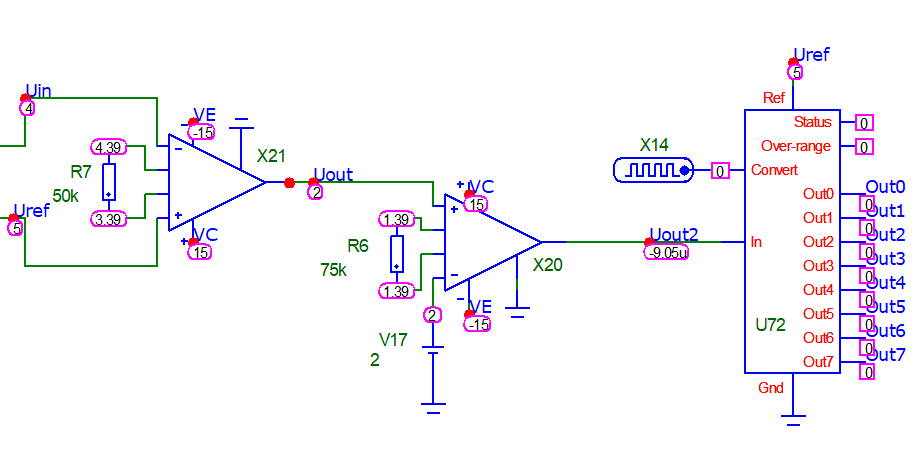 Uref
5
Ref
Uin
4
VE
-15
Status
0
X21
X14
Over-range
0
4.39
R7
50k
3.39
-
+
Uout
2
+
VC
15
0
Convert
Out0
Out0
0
Uref
5
+
VC
15
1.39
R6
75k
1.39
+
-
X20
Uout2
-9.05u
In
Out1
Out1
0
Out2
Out2
0
Out3
Out3
0
Out4
Out4
0
VE
-15
2
V17
2
U72
Out5
Out5
0
Out6
Out6
0
Out7
Out7
0
Gnd